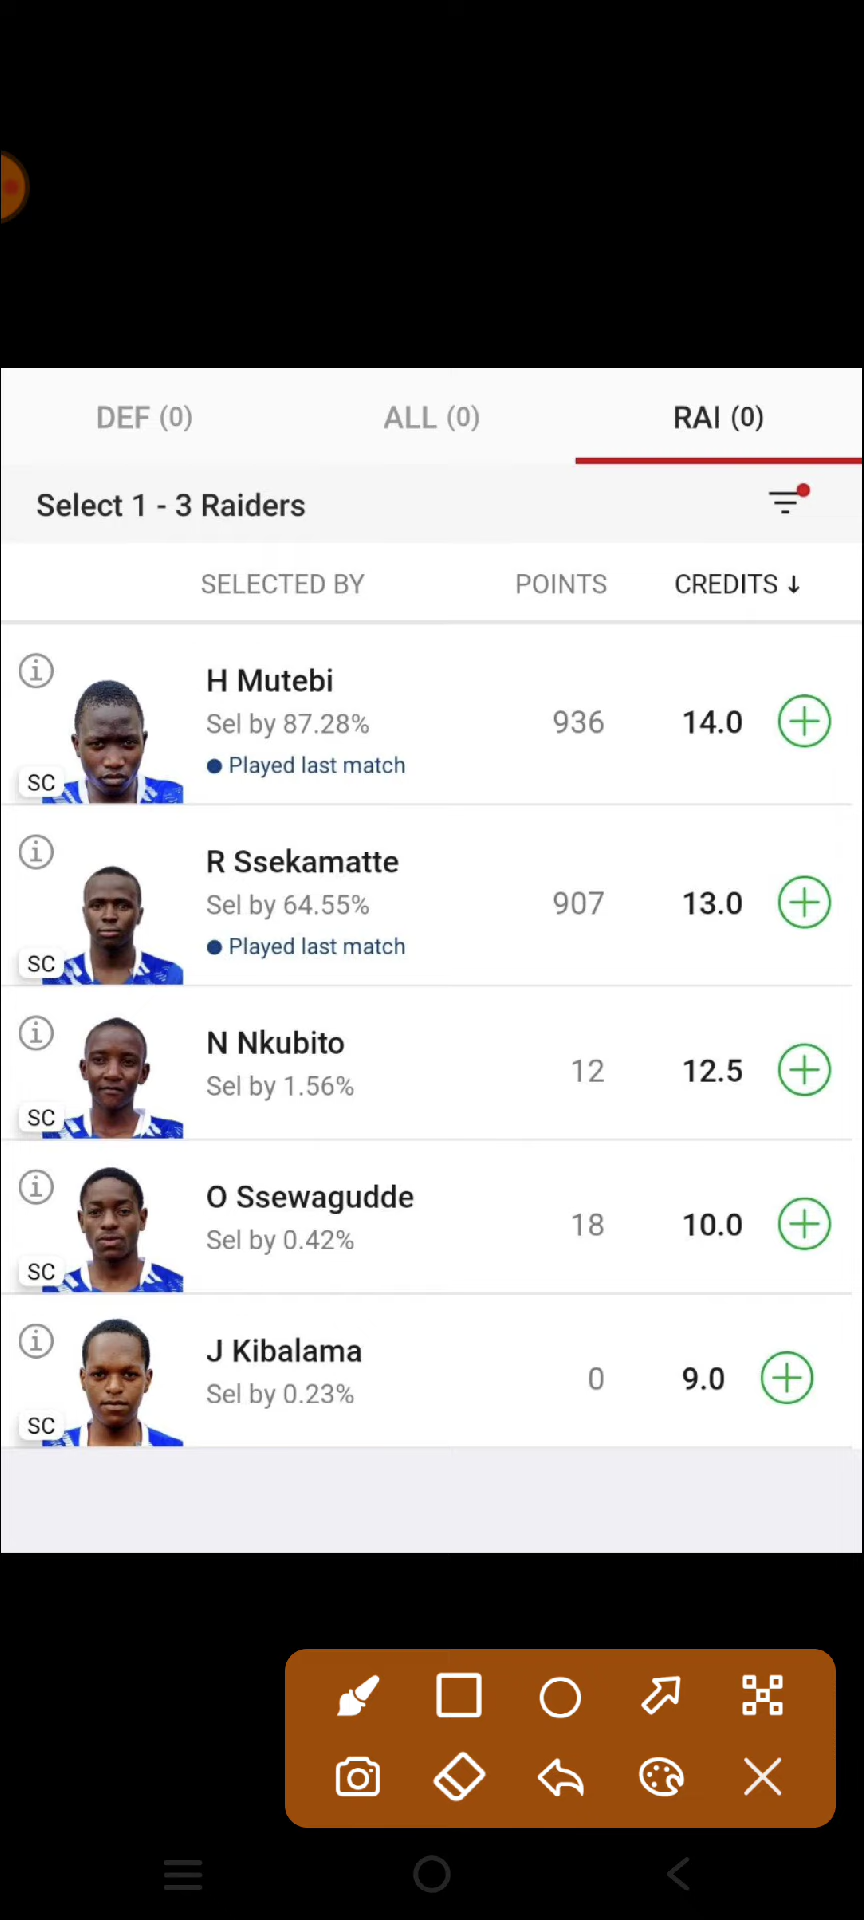 DEF (0) ALL (0) RAI (0)
Select 1 - 3 Raiders
SELECTED BY POINTS CREDITS ↓
H Mutebi
Sel by 87.28% 936 14.0
Played last match
SC
R Ssekamatte
Sel by 64.55% 907 13.0
Played last match
SC
N Nkubito
Sel by 1.56% 12 12.5
SC
O Ssewagudde
Sel by 0.42% 18 10.0
SC
J Kibalama
Sel by 0.23% 0 9.0
SC